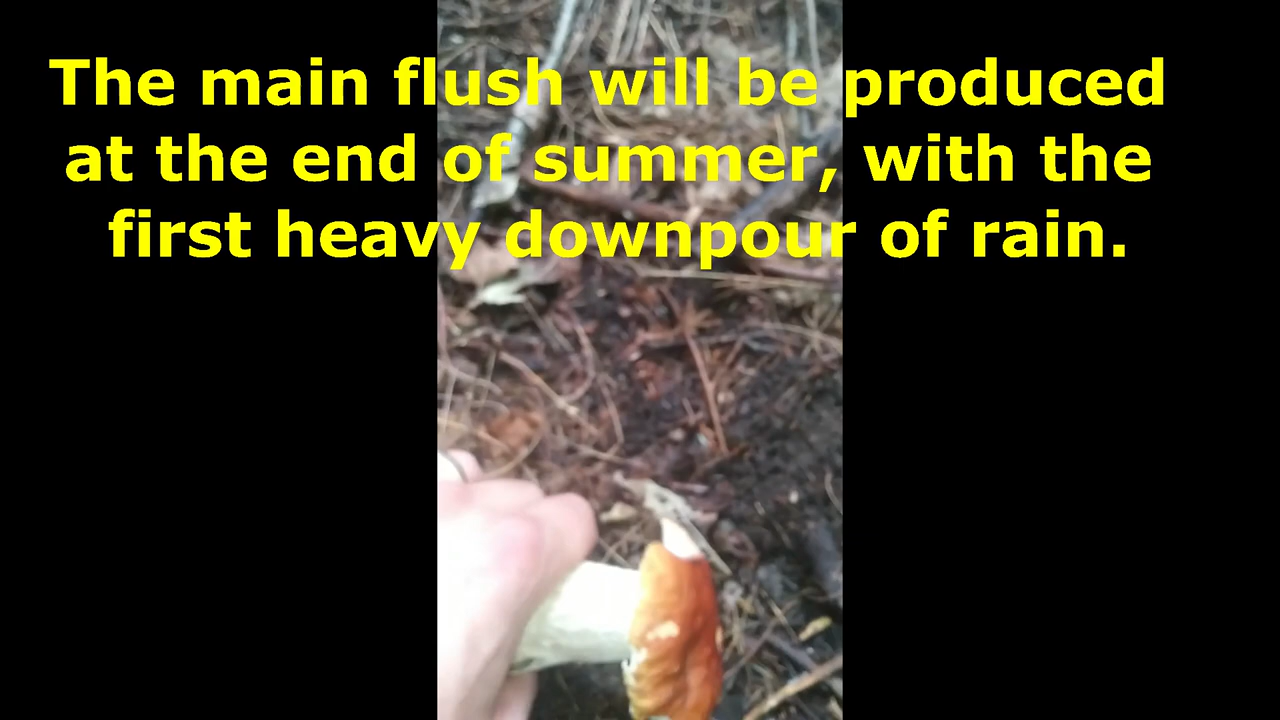 The main flush will be produced
at the end of summer, with the
first heavy downpour of rain.